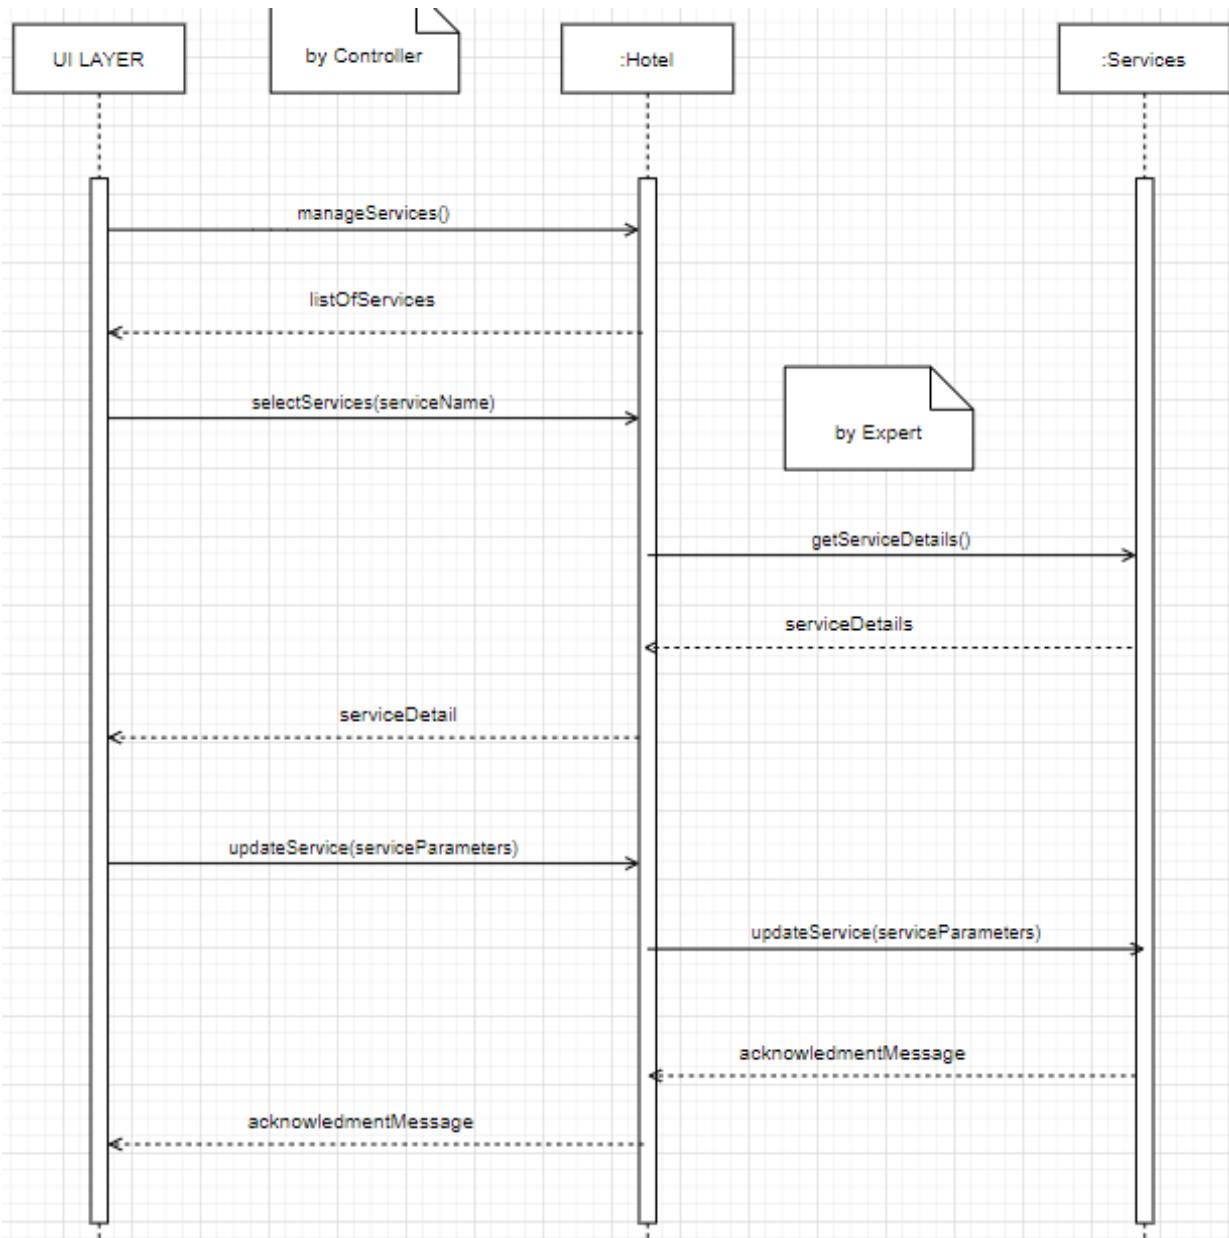 UI LAYER
by Controller
:Hotel
:Services
manageServices()
listOfServices
selectServices(serviceName)
by Expert
getServiceDetails()
serviceDetails
serviceDetail
updateService(serviceParameters)
updateService(serviceParameters)
acknowledmentMessage
acknowledmentMessage